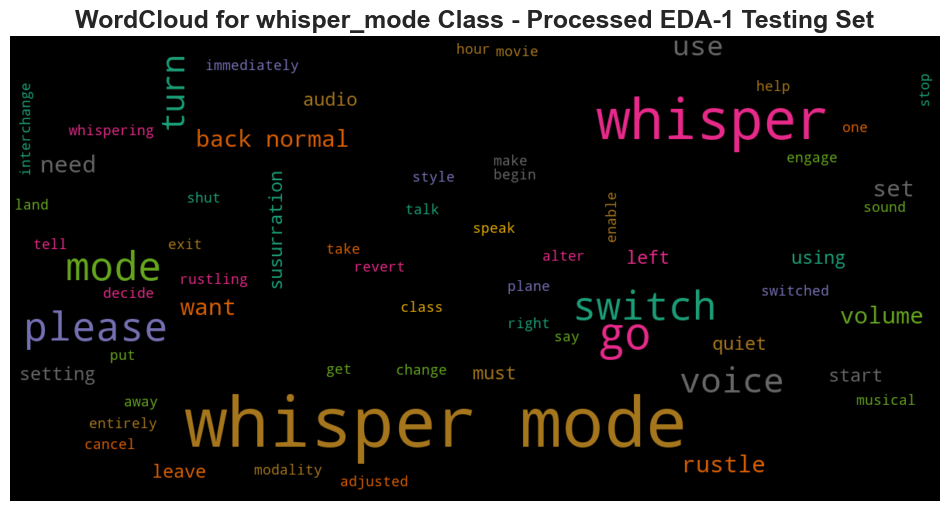 WordCloud for whisper_mode Class - Processed EDA-1 Testing Set
hour
movie
use
immediately
turn
help
stop
interchange
audio
whisper
whispering
back normal
one
need
make
engage
begin
style
set
susurration
shut
land
talk
enable
sound
speak
tell
exit
take
mode
alter
left
using
revert
rustling
decide
plane
switched
want
class
switch
please
right
go
volume
say
quiet
put
setting
get
change
must
voice
start
away
musical
whisper mode
entirely
cancel
rustle
leave
modality
adjusted